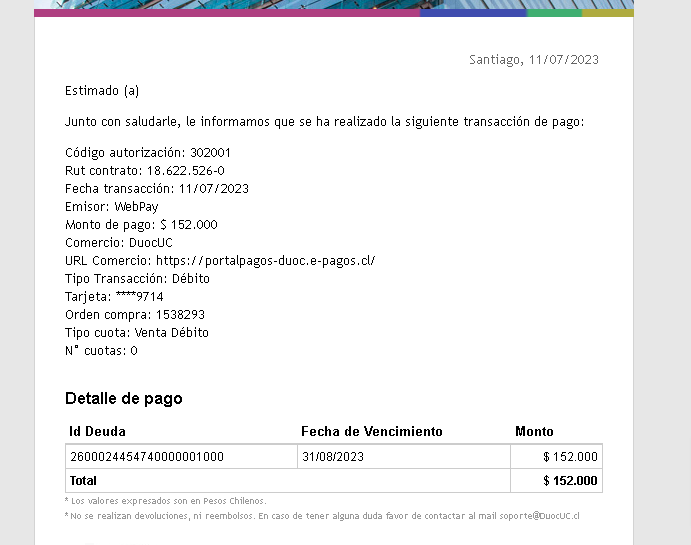 Santiago, 11/07/2023
Estimado (a)
Junto con saludarle, le informamos que se ha realizado la siguiente transacción de pago:
Código autorización: 302001
Rut contrato: 18.622.526-0
Fecha transacción: 11/07/2023
Emisor: WebPay
Monto de pago: $ 152.000
Comercio: DuocUC
URL Comercio: https://portalpagos-duoc.e-pagos.cl/
Tipo Transacción: Débito
Tarjeta: ****9714
Orden compra: 1538293
Tipo cuota: Venta Débito
N° cuotas: 0
Detalle de pago
Id Deuda Fecha de Vencimiento Monto
2600024454740000001000 31/08/2023 $ 152.000
Total $ 152.000
* Los valores expresados son en Pesos Chilenos.
* No se realizan devoluciones, ni reembolsos. En caso de tener alguna duda favor de contactar al mail soporte@DuocUC.cl